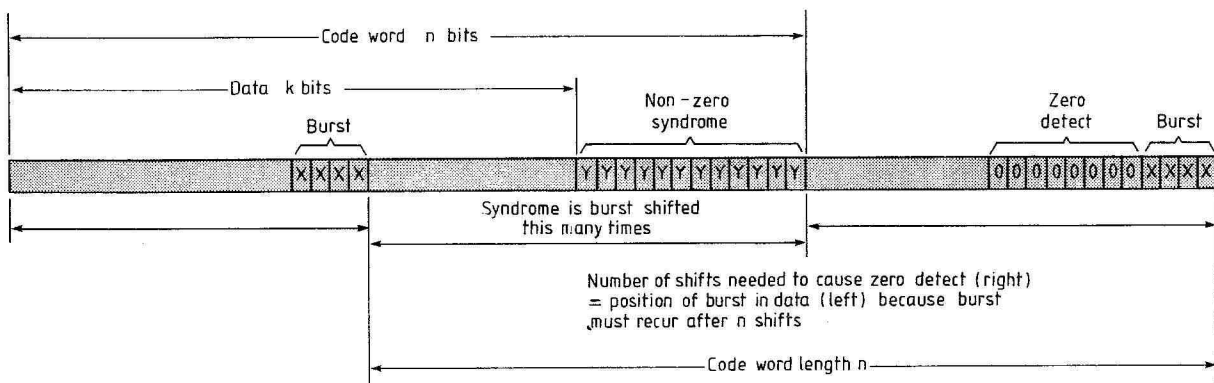 Code word n bits
Data k bits
Burst
Non-zero
syndrome
Zero
detect
Burst
X X X X
Y Y Y Y Y Y Y Y Y Y Y Y
0 0 0 0 0 0 0 0 X X X X
Syndrome is burst shifted
this many times
Number of shifts needed to cause zero detect (right)
= position of burst in data (left) because burst
must recur after n shifts
Code word length n